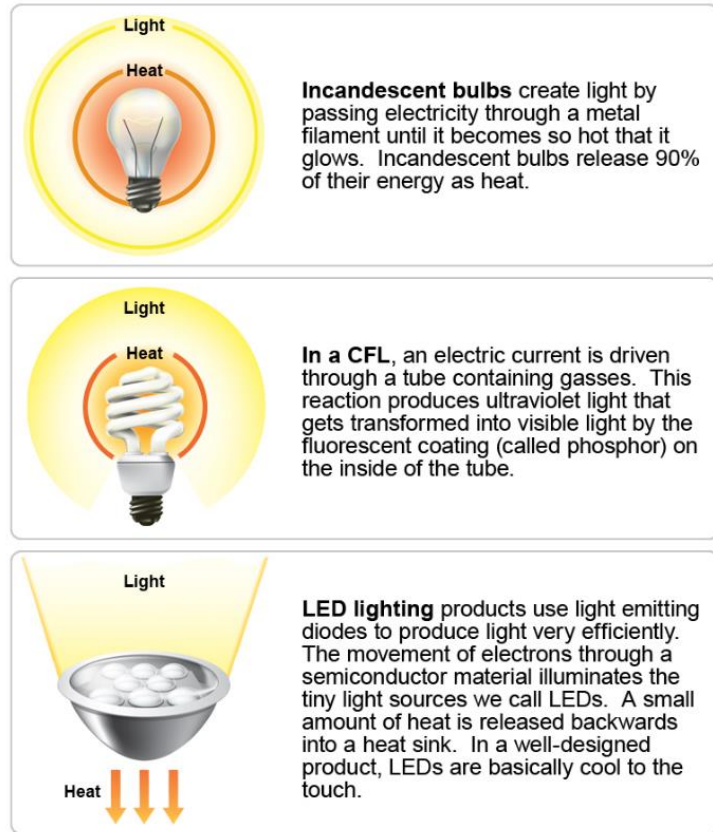 Light
Heat
Incandescent bulbs create light by
passing electricity through a metal
filament until it becomes so hot that it
glows. Incandescent bulbs release 90%
of their energy as heat.
Light
Heat
In a CFL, an electric current is driven
through a tube containing gasses. This
reaction produces ultraviolet light that
gets transformed into visible light by the
fluorescent coating (called phosphor) on
the inside of the tube.
Light
Heat
LED lighting products use light emitting
diodes to produce light very efficiently.
The movement of electrons through a
semiconductor material illuminates the
tiny light sources we call LEDs. A small
amount of heat is released backwards
into a heat sink. In a well-designed
product, LEDs are basically cool to the
touch.